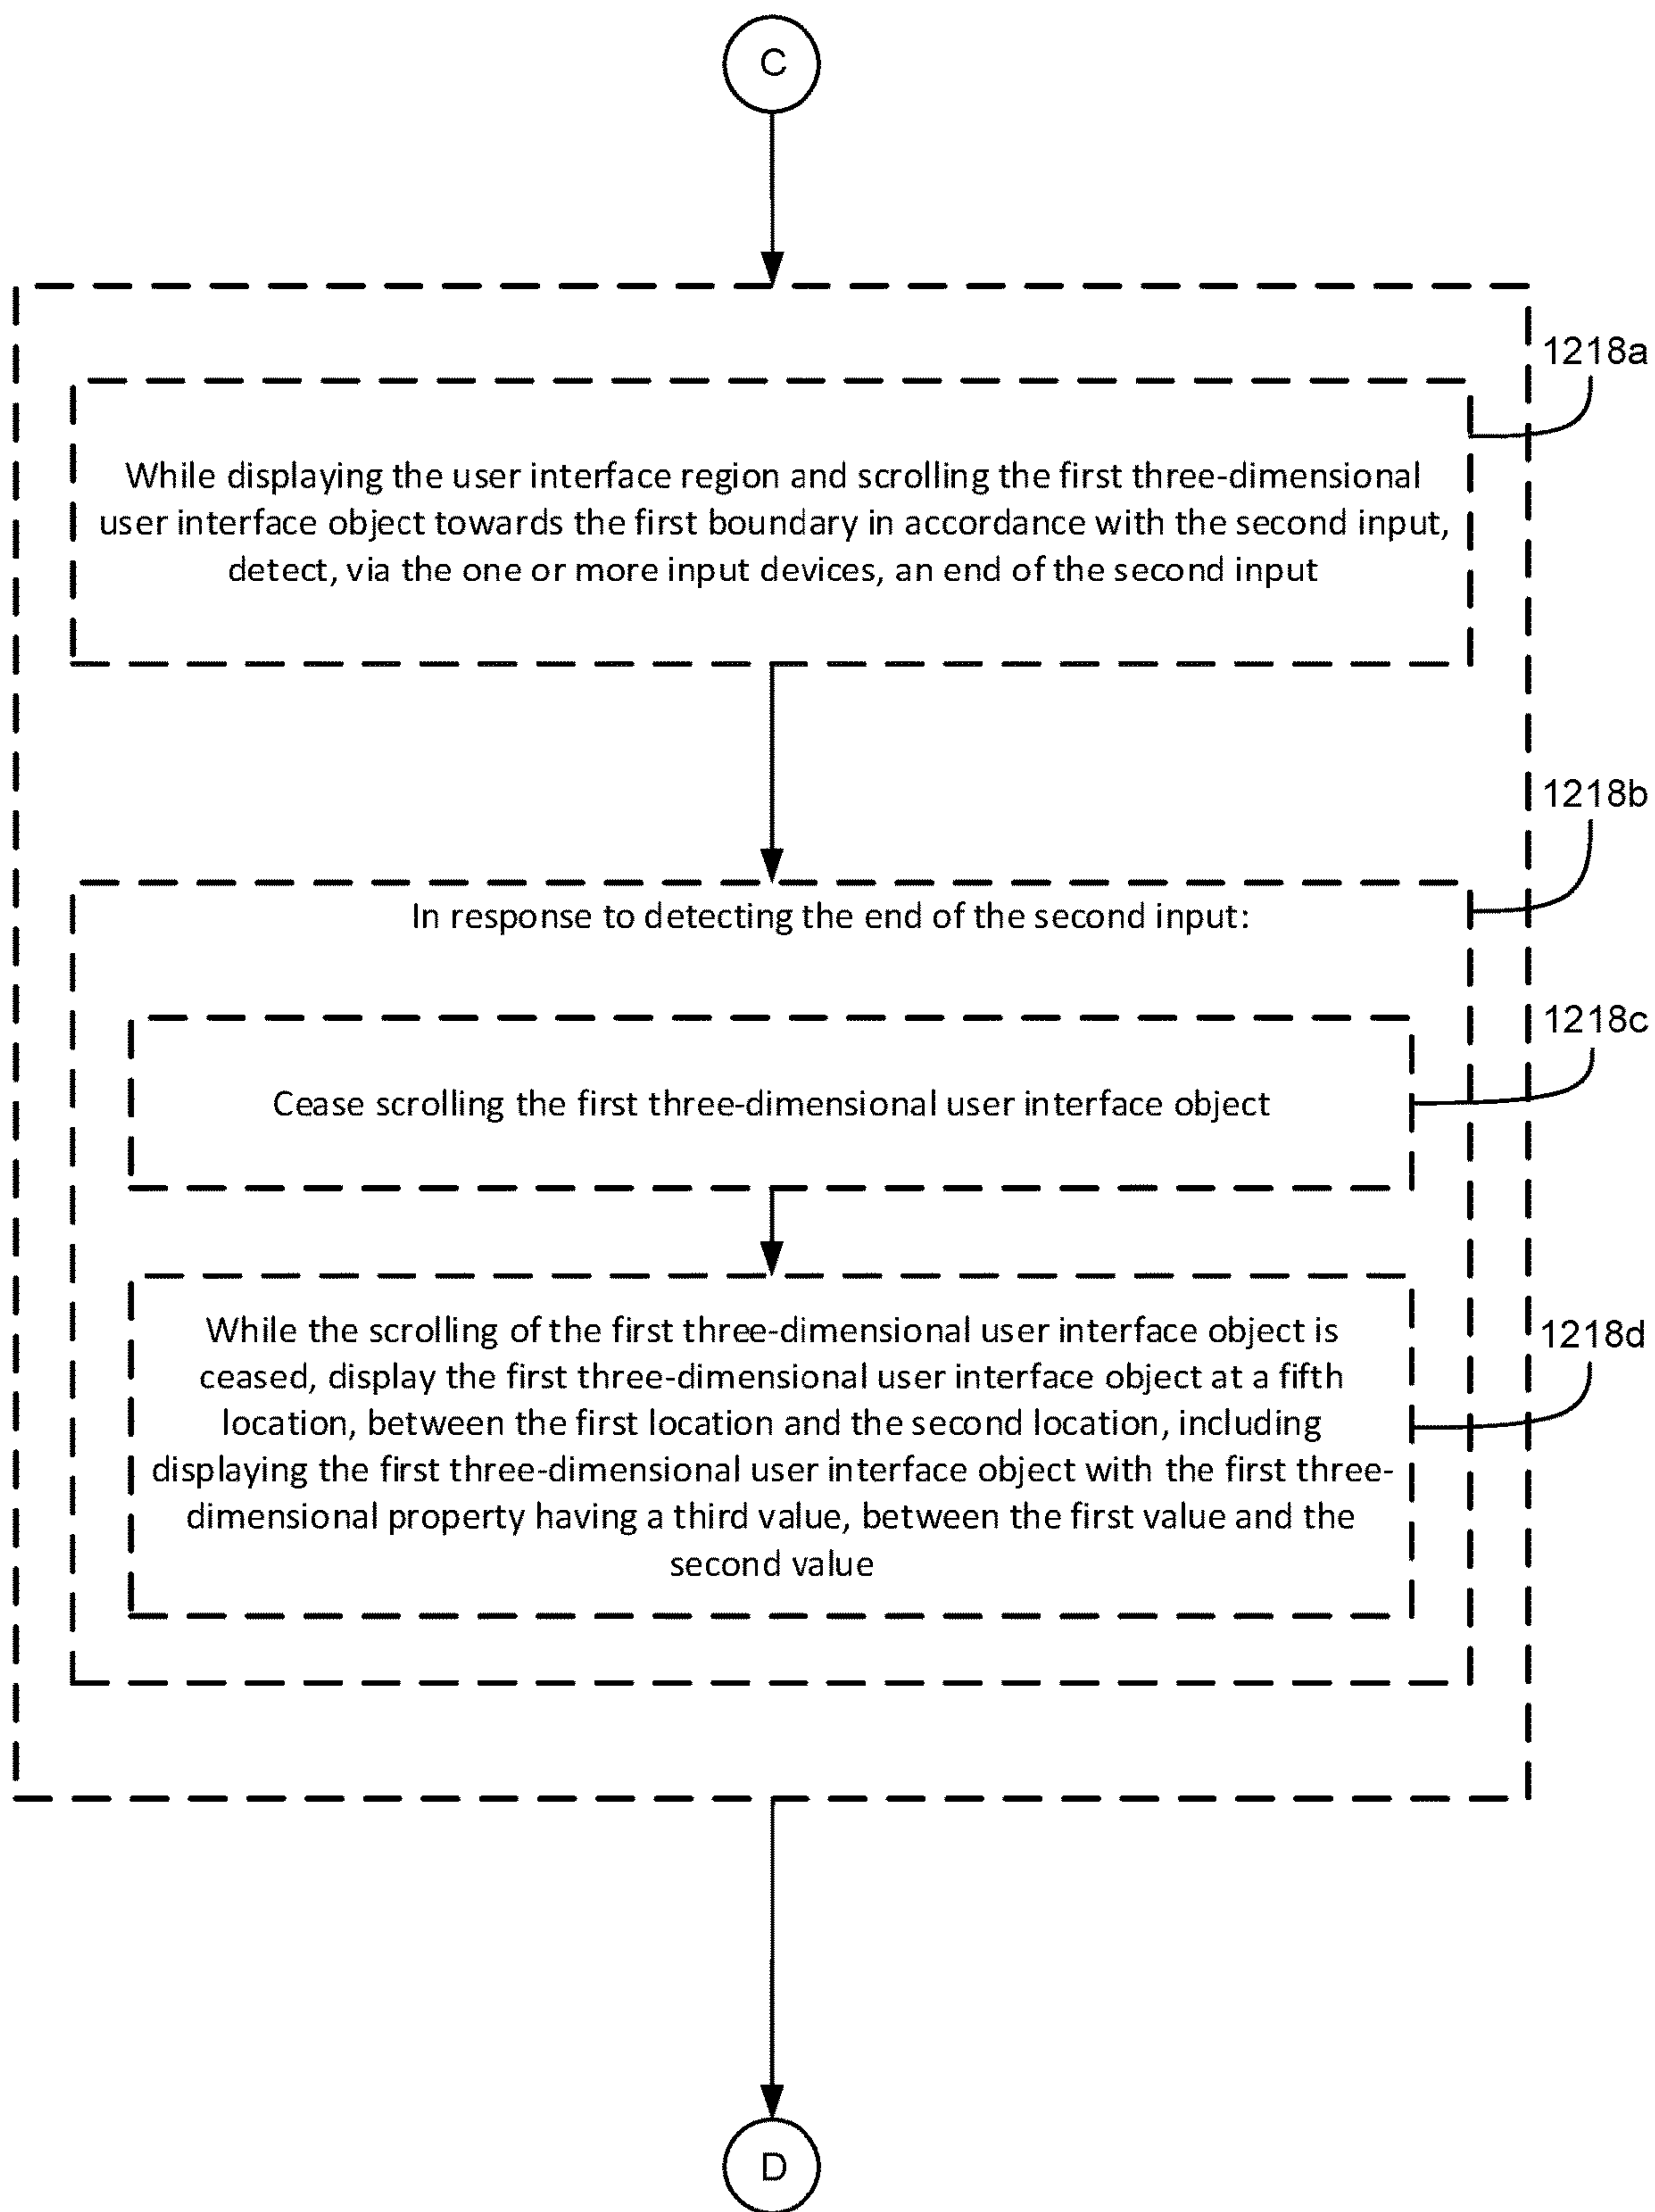 C
1218a
While displaying the user interface region and scrolling the first three-dimensional
user interface object towards the first boundary in accordance with the second input,
detect, via the one or more input devices, an end of the second input
1218b
In response to detecting the end of the second input:
1218c
Cease scrolling the first three-dimensional user interface object
1218d
While the scrolling of the first three-dimensional user interface object is
ceased, display the first three-dimensional user interface object at a fifth
location, between the first location and the second location, including
displaying the first three-dimensional user interface object with the first three-
dimensional property having a third value, between the first value and the
second value
D